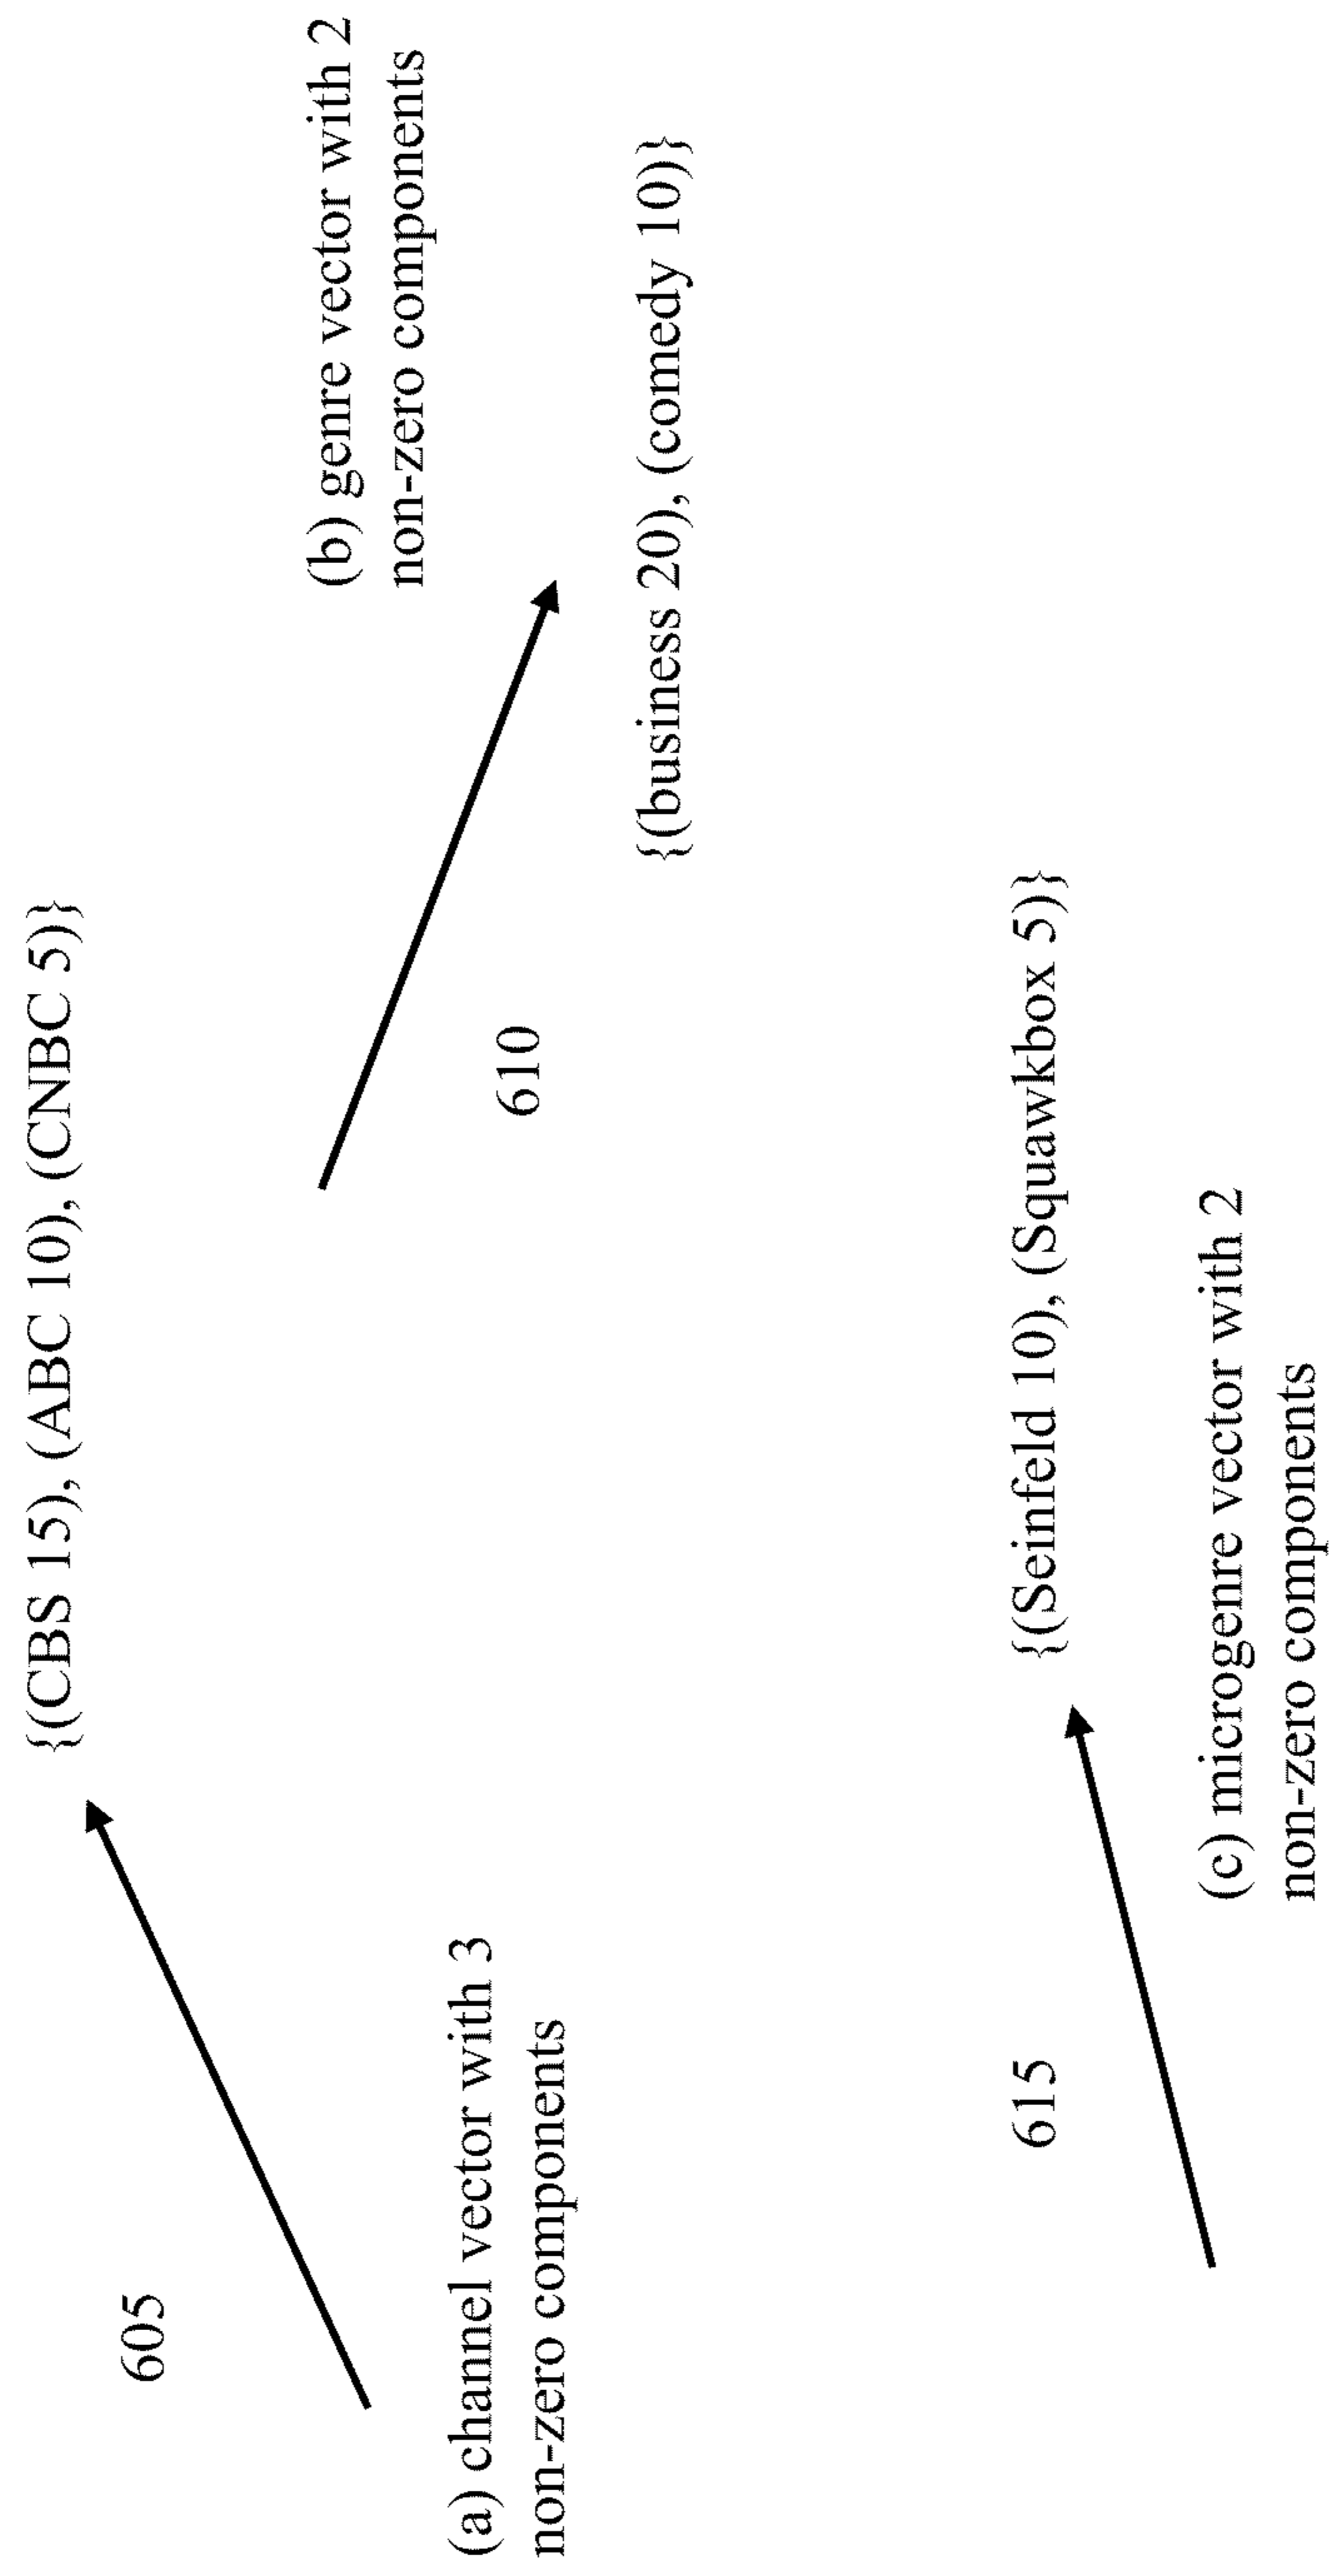 {(CBS 15), (ABC 10), (CNBC 5)}
605
(a) channel vector with 3
non-zero components
(b) genre vector with 2
non-zero components
610
{(business 20), (comedy 10)}
615
{(Seinfeld 10), (Squawkbox 5)}
(c) microgenre vector with 2
non-zero components